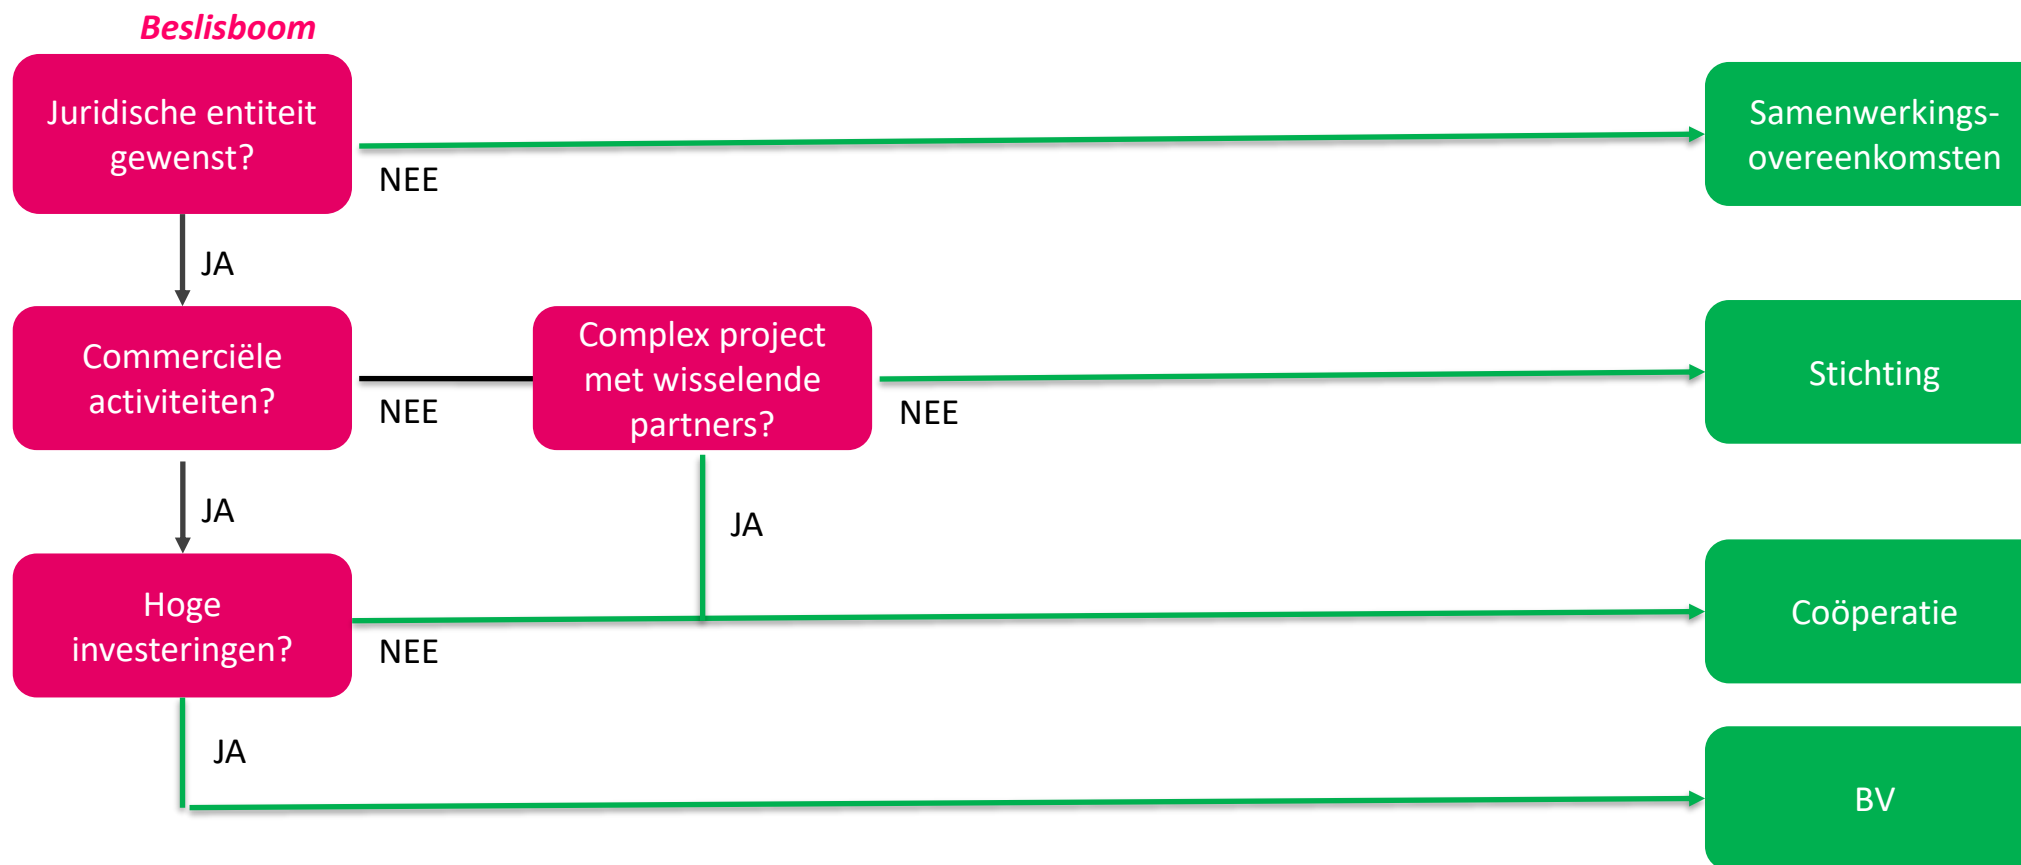 Beslisboom
Juridische entiteit
gewenst?
NEE
Samenwerkings-
overeenkomsten
JA
Commerciële
activiteiten?
NEE
Complex project
met wisselende
partners?
NEE
Stichting
JA
JA
Hoge
investeringen?
NEE
Coöperatie
JA
BV